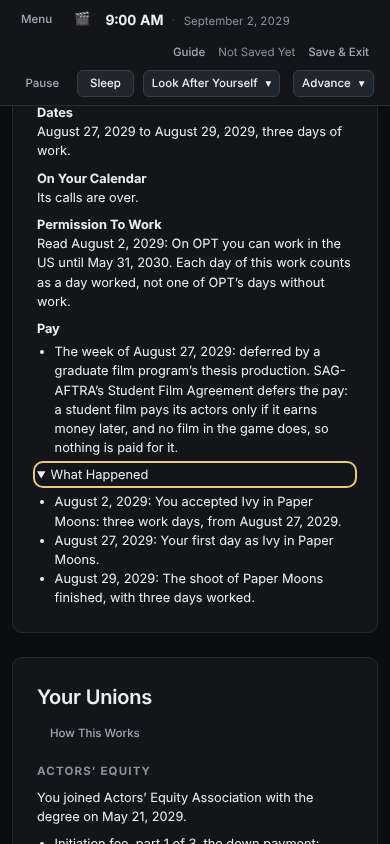 Menu 🎬 9:00 AM · September 2, 2029
Guide Not Saved Yet Save & Exit
Pause Sleep Look After Yourself ▾ Advance ▾
Dates
August 27, 2029 to August 29, 2029, three days of
work.
On Your Calendar
Its calls are over.
Permission To Work
Read August 2, 2029: On OPT you can work in the
US until May 31, 2030. Each day of this work counts
as a day worked, not one of OPT’s days without
work.
Pay
• The week of August 27, 2029: deferred by a
graduate film program’s thesis production. SAG-
AFTRA’s Student Film Agreement defers the pay:
a student film pays its actors only if it earns
money later, and no film in the game does, so
nothing is paid for it.
▼ What Happened
• August 2, 2029: You accepted Ivy in Paper
Moons: three work days, from August 27, 2029.
• August 27, 2029: Your first day as Ivy in Paper
Moons.
• August 29, 2029: The shoot of Paper Moons
finished, with three days worked.
Your Unions
How This Works
ACTORS’ EQUITY
You joined Actors’ Equity Association with the
degree on May 21, 2029.
• Initiation fee, part 1 of 3, the down payment: